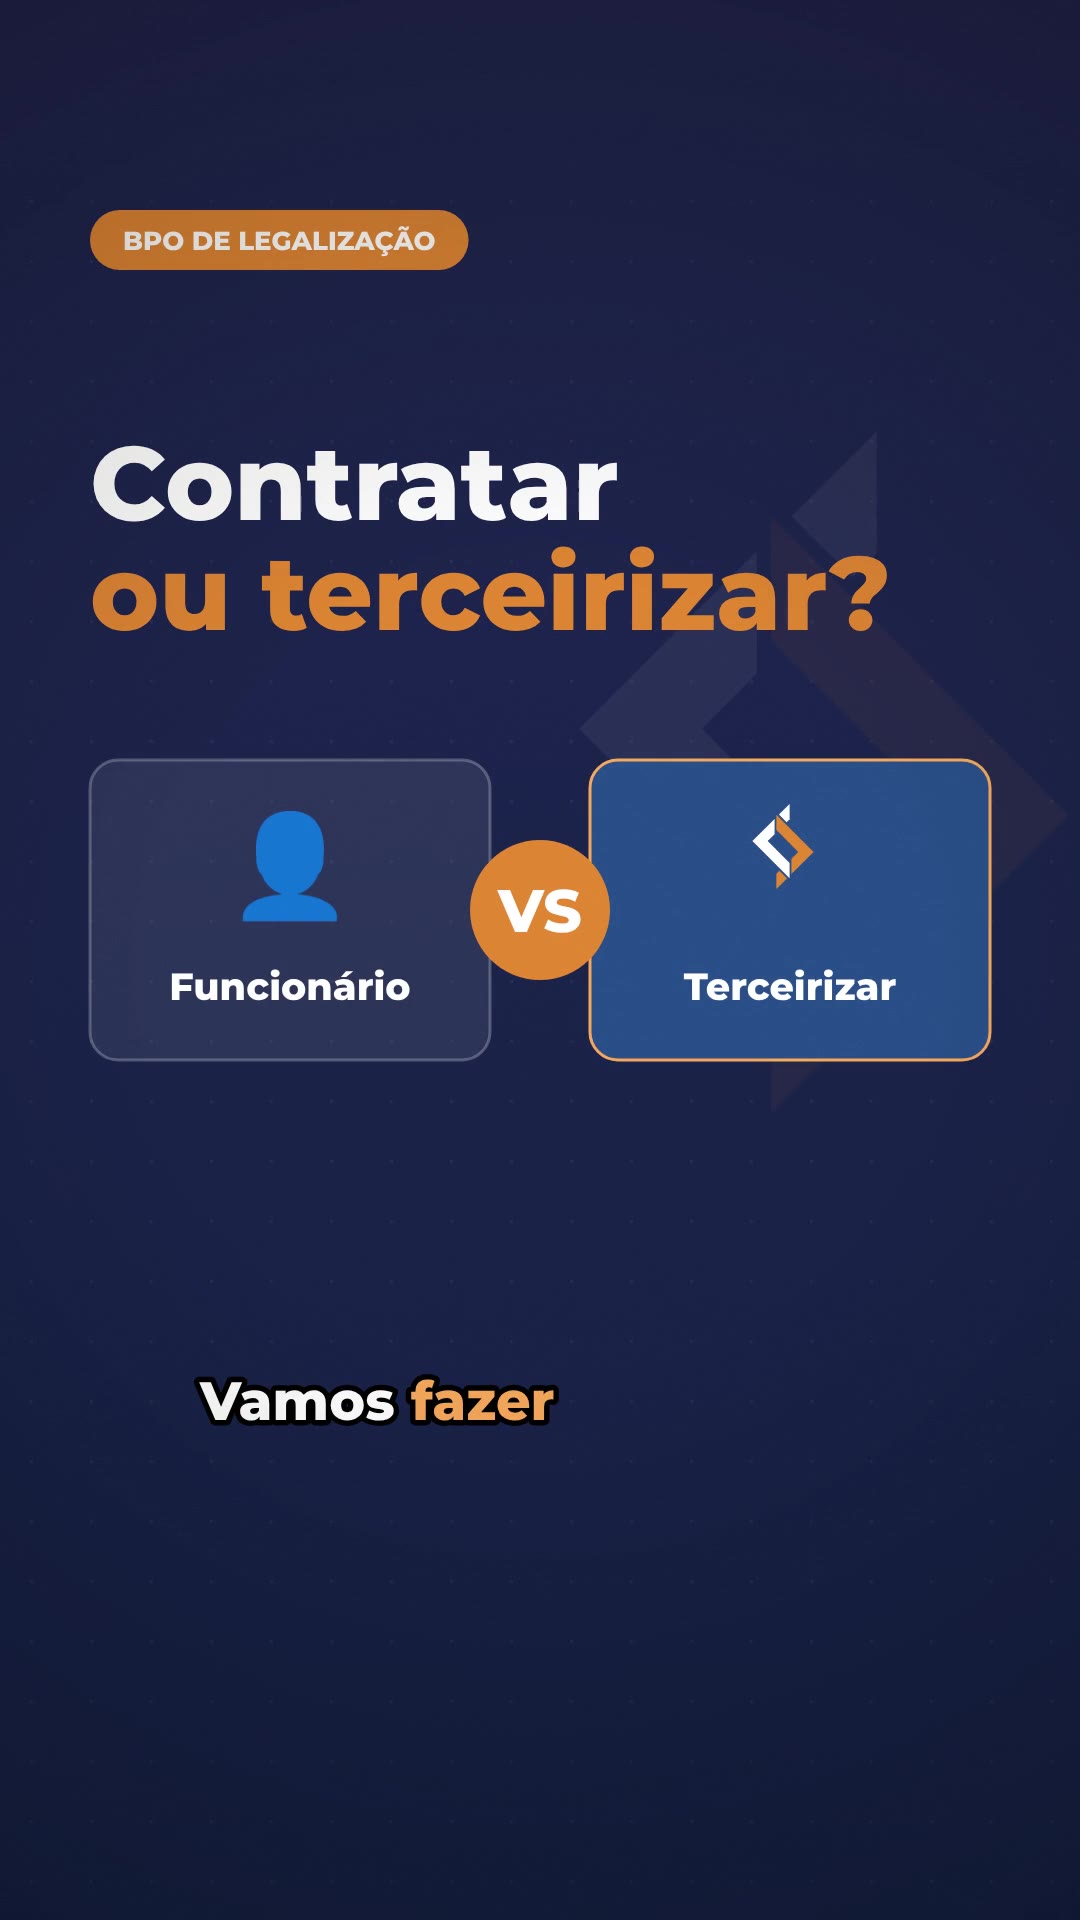 BPO DE LEGALIZAÇÃO
Contratar
ou terceirizar?
Funcionário
VS
Terceirizar
Vamos fazer